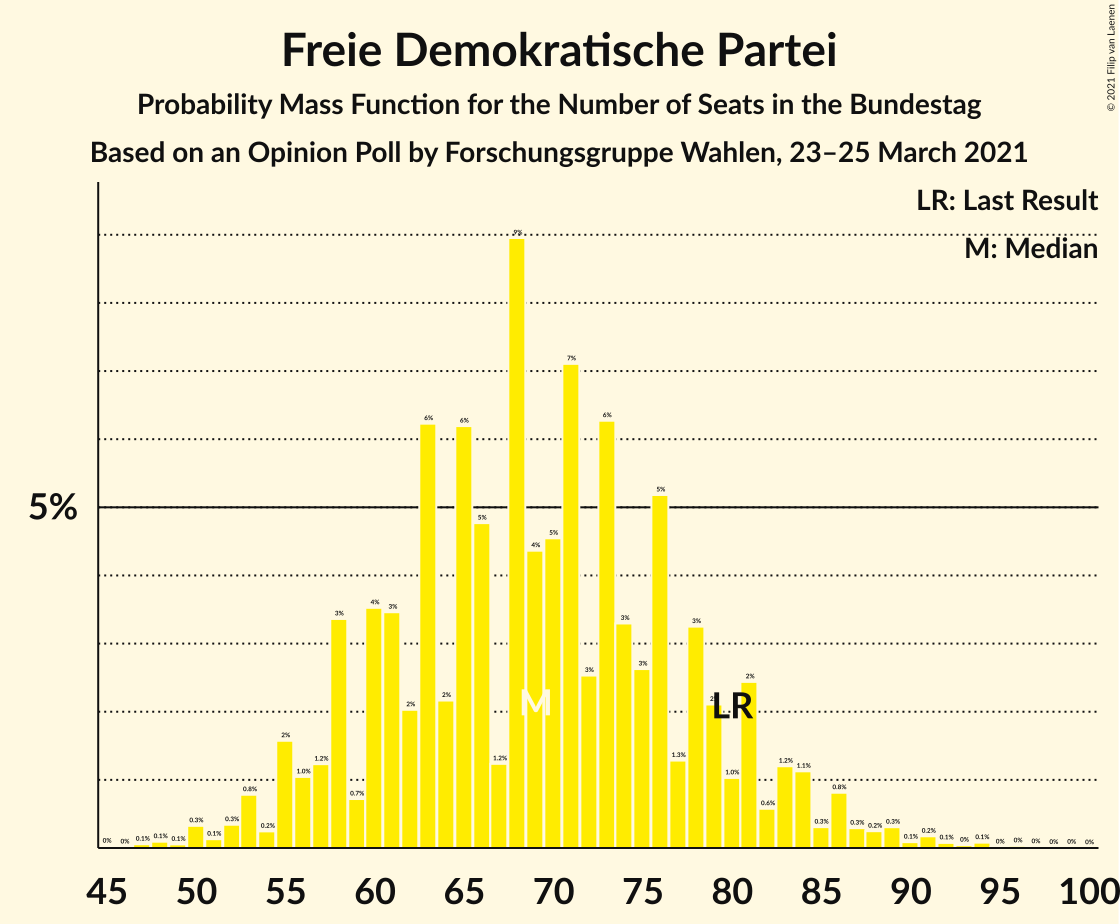 Freie Demokratische Partei
Probability Mass Function for the Number of Seats in the Bundestag
Based on an Opinion Poll by Forschungsgruppe Wahlen, 23–25 March 2021
© 2021 Filip van Laenen
LR: Last Result
M: Median
5%
0% 0% 0.1% 0.1% 0.1% 0.3% 0.1% 0.3% 0.8% 0.2% 2% 1.0% 1.2% 3% 0.7% 4% 3% 2% 6% 2% 6% 5% 1.2% 9% 4% 5% 7% 3% 6% 3% 3% 5% 1.3% 3% 2% 1.0% 2% 0.6% 1.2% 1.1% 0.3% 0.8% 0.3% 0.2% 0.3% 0.1% 0.2% 0.1% 0% 0.1% 0% 0% 0% 0% 0% 0%
M
LR
45 50 55 60 65 70 75 80 85 90 95 100